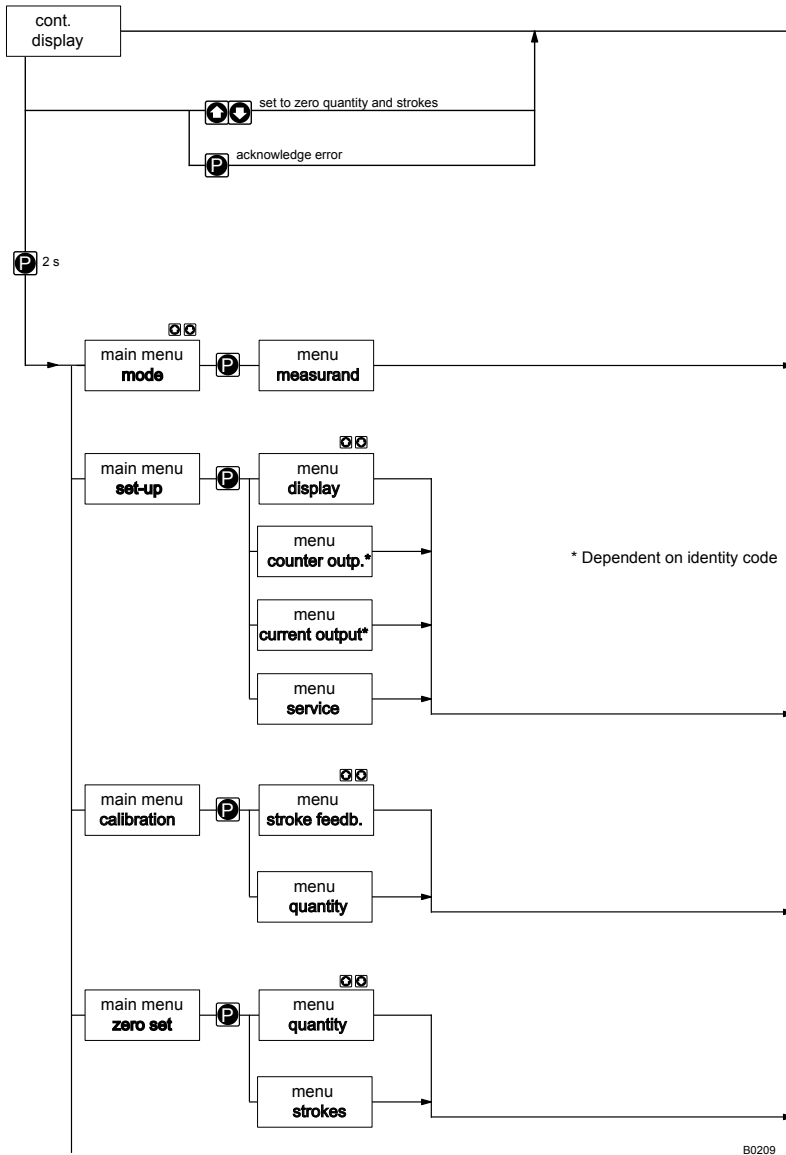 cont.
display
set to zero quantity and strokes
P
acknowledge error
P
2 s
main menu
mode
P
menu
measurand
main menu
set-up
P
menu
display
menu
counter outp.*
* Dependent on identity code
menu
current output*
menu
service
main menu
calibration
P
menu
stroke feedb.
menu
quantity
main menu
zero set
P
menu
quantity
menu
strokes
B0209